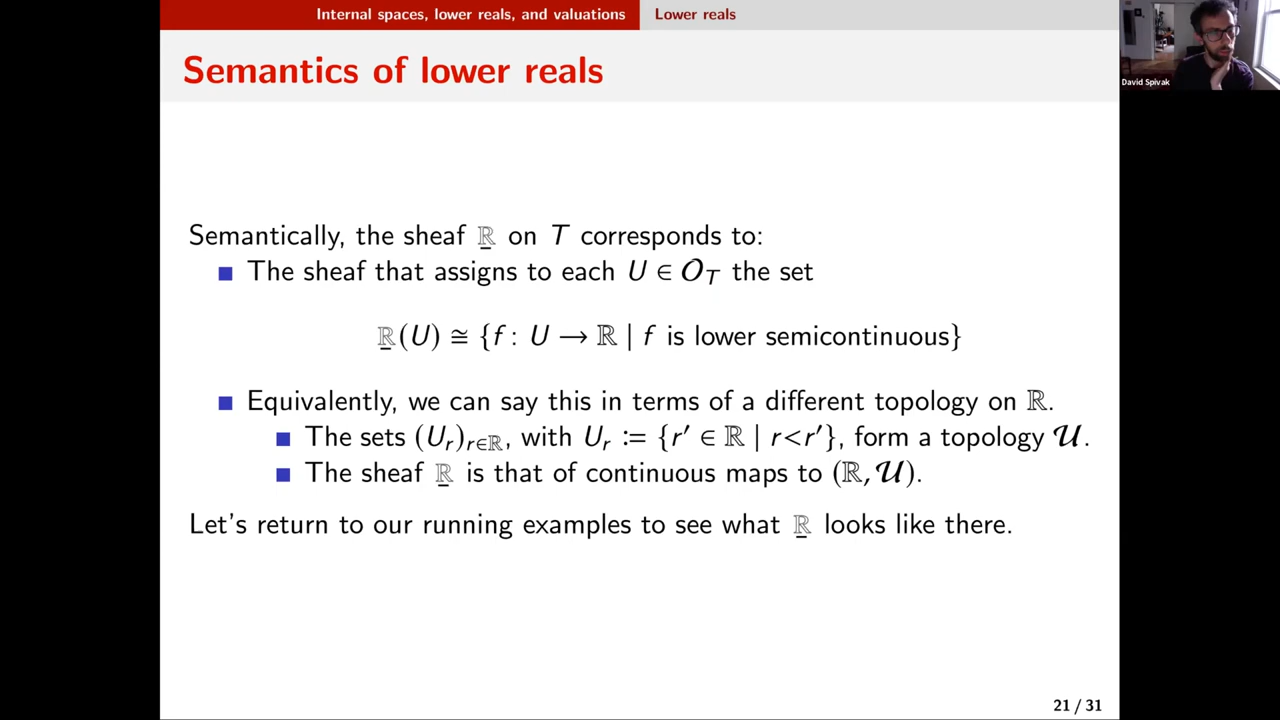 Internal spaces, lower reals, and valuations Lower reals
Semantics of lower reals
David Spivak
Semantically, the sheaf ℝ̲ on T corresponds to:
■ The sheaf that assigns to each U ∈ 𝒪_T the set
ℝ̲(U) ≅ {f : U → ℝ | f is lower semicontinuous}
■ Equivalently, we can say this in terms of a different topology on ℝ.
■ The sets (U_r)_{r∈ℝ}, with U_r ≔ {r′ ∈ ℝ | r<r′}, form a topology 𝒰.
■ The sheaf ℝ̲ is that of continuous maps to (ℝ, 𝒰).
Let's return to our running examples to see what ℝ̲ looks like there.
21 / 31